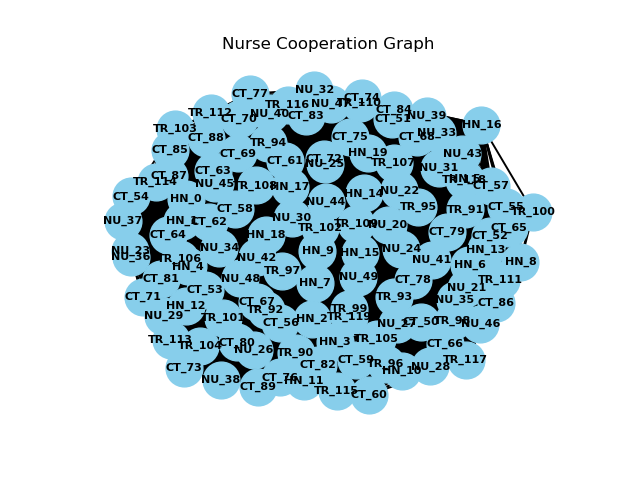 Nurse Cooperation Graph
NU_32
CT_77
CT_74
TR_116
TR_110
TR_112
CT_84
NU_40
CT_83
NU_39
CT_70
CT_51
HN_16
TR_103
NU_33
CT_88
CT_75
TR_94
CT_85
CT_69
HN_19
NU_43
CT_61
CT_72
NU_25
TR_107
CT_63
NU_31
CT_87
TR_114
NU_45
TR_108
HN_17
CT_57
NU_22
HN_14
CT_54
HN_0
NU_44
TR_95
CT_55
CT_58
TR_91
TR_100
NU_37
HN_1
CT_62
NU_30
TR_109
NU_20
TR_102
CT_65
CT_79
CT_64
HN_18
CT_52
NU_34
NU_24
HN_13
NU_23
HN_9
HN_15
NU_36
TR_106
NU_42
NU_41
HN_8
HN_4
HN_6
TR_97
CT_81
NU_48
NU_49
CT_78
TR_111
HN_7
CT_53
NU_21
CT_71
TR_93
NU_35
CT_67
CT_86
HN_12
TR_92
TR_99
NU_29
TR_101
HN_2
TR_119
CT_56
NU_27
CT_50
TR_98
NU_46
TR_113
TR_105
TR_104
CT_80
HN_3
CT_66
NU_26
TR_90
CT_59
TR_117
CT_82
TR_96
CT_73
NU_28
HN_10
CT_76
NU_38
HN_11
CT_89
TR_115
CT_60